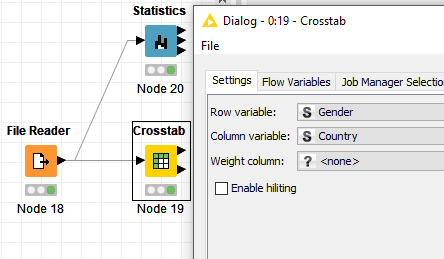 Statistics
Node 20
File Reader
Node 18
Crosstab
Node 19
Dialog - 0:19 - Crosstab
File
Settings Flow Variables Job Manager Selectio
Row variable: S Gender
Column variable: S Country
Weight column: ? <none>
Enable hiliting